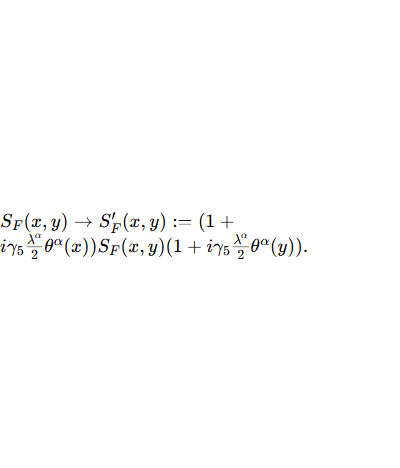 $S_F(x, y) \to S'_F(x, y) := (1 +$
$i\gamma_5 \frac{\lambda^\alpha}{2} \theta^\alpha(x)) S_F(x, y)(1 + i\gamma_5 \frac{\lambda^\alpha}{2} \theta^\alpha(y)).$